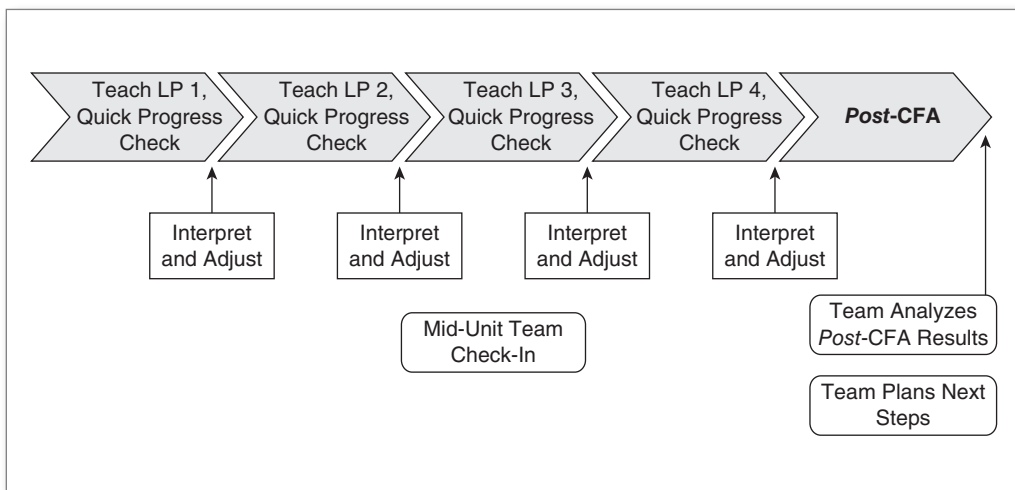 Teach LP 1,
Quick Progress
Check
Teach LP 2,
Quick Progress
Check
Teach LP 3,
Quick Progress
Check
Teach LP 4,
Quick Progress
Check
Post-CFA
Interpret
and Adjust
Interpret
and Adjust
Interpret
and Adjust
Interpret
and Adjust
Mid-Unit Team
Check-In
Team Analyzes
Post-CFA Results
Team Plans Next
Steps